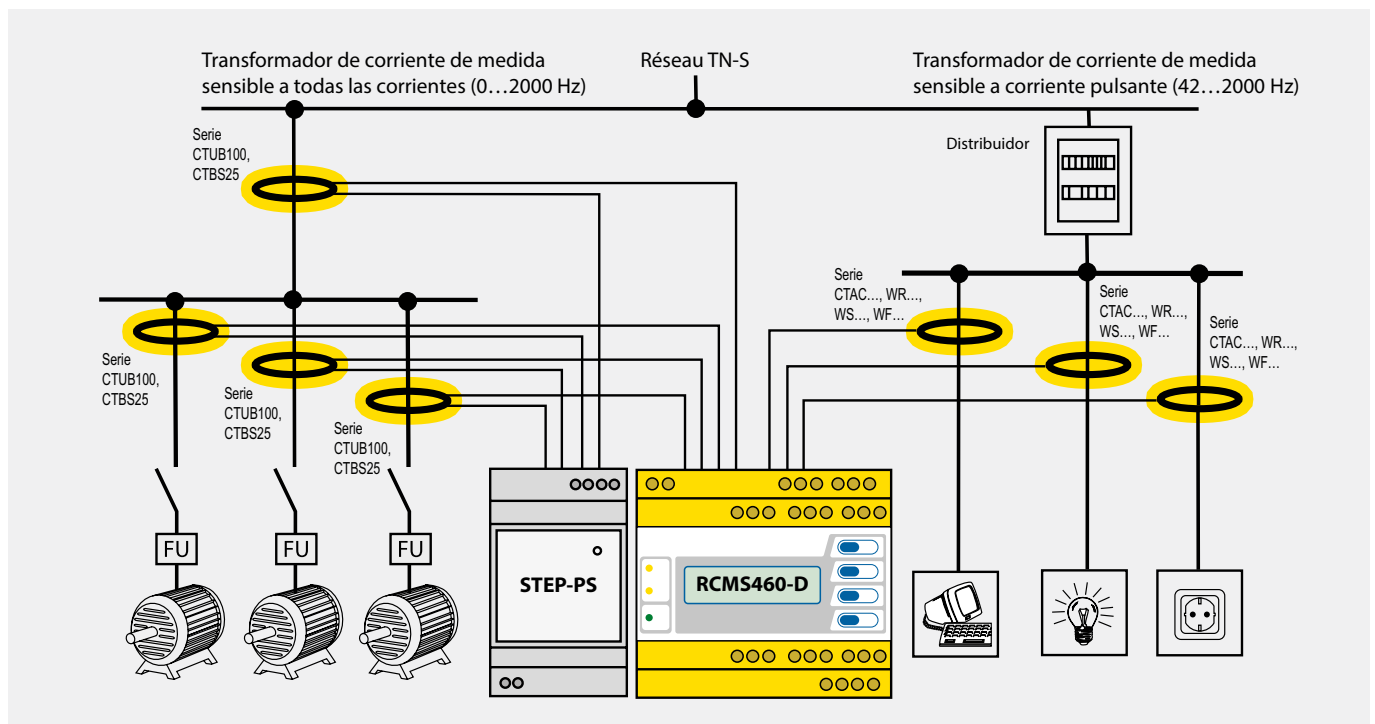 Transformador de corriente de medida
sensible a todas las corrientes (0…2000 Hz)
Réseau TN-S
Transformador de corriente de medida
sensible a corriente pulsante (42…2000 Hz)
Serie
CTUB100,
CTBS25
Distribuidor
Serie
CTAC…, WR…,
WS…, WF…
Serie
CTAC…, WR…,
WS…, WF…
Serie
CTAC…, WR…,
WS…, WF…
Serie
CTUB100,
CTBS25
Serie
CTUB100,
CTBS25
Serie
CTUB100,
CTBS25
FU
FU
FU
STEP-PS
RCMS460-D